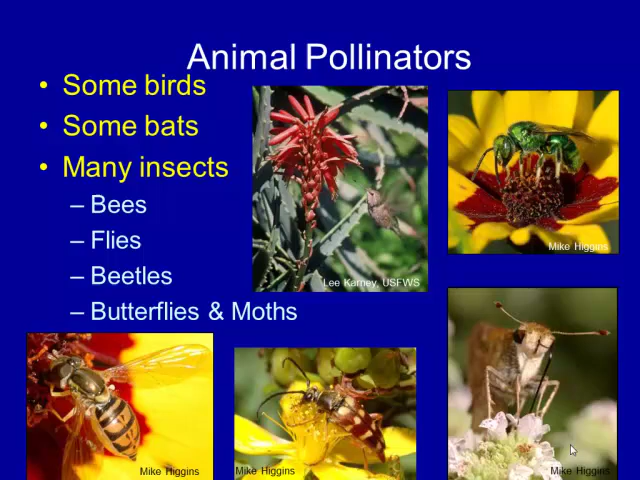 Animal Pollinators
• Some birds
• Some bats
• Many insects
– Bees
– Flies
– Beetles
– Butterflies & Moths
Lee Karney, USFWS
Mike Higgins
Mike Higgins
Mike Higgins
Mike Higgins